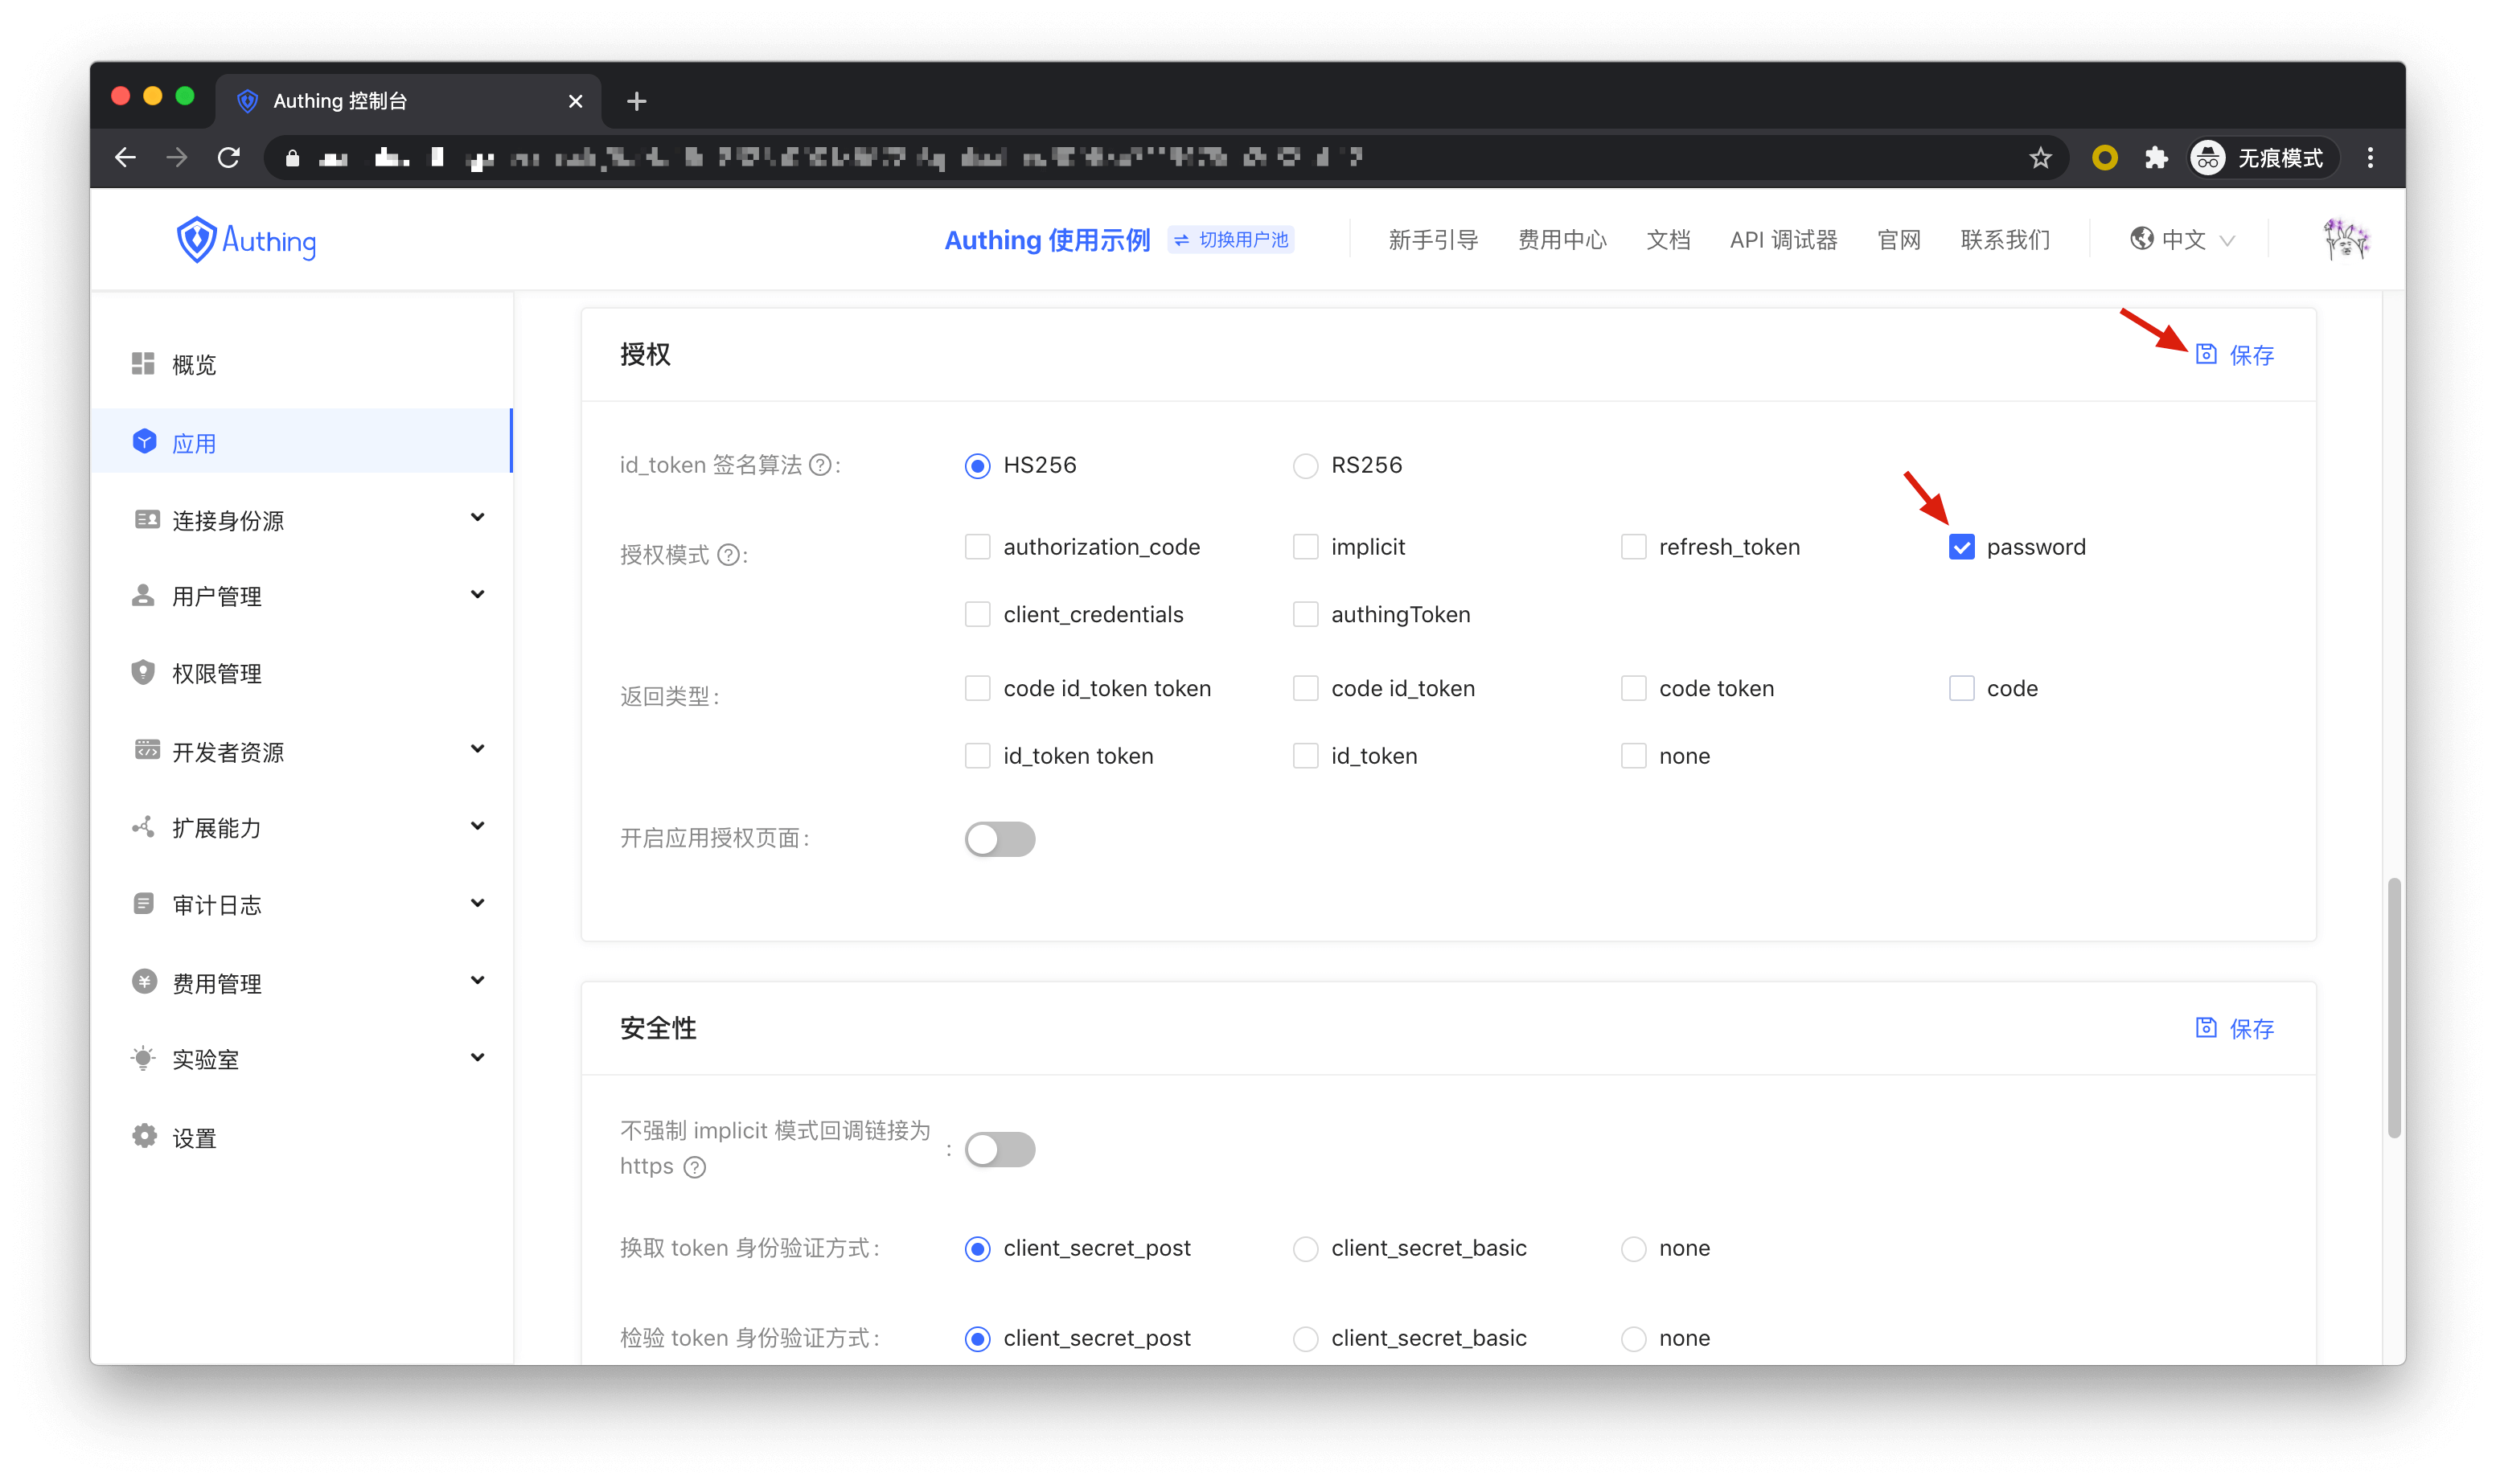 Authing 控制台
无痕模式
Authing
Authing 使用示例 切换用户池 新手引导 费用中心 文档 API 调试器 官网 联系我们 中文
概览
应用
连接身份源
用户管理
权限管理
开发者资源
扩展能力
审计日志
费用管理
实验室
设置
授权 保存
id_token 签名算法 ? : HS256 RS256
授权模式 ? : authorization_code implicit refresh_token password
client_credentials authingToken
返回类型 : code id_token token code id_token code token code
id_token token id_token none
开启应用授权页面 :
安全性 保存
不强制 implicit 模式回调链接为
https ? :
换取 token 身份验证方式 : client_secret_post client_secret_basic none
检验 token 身份验证方式 : client_secret_post client_secret_basic none